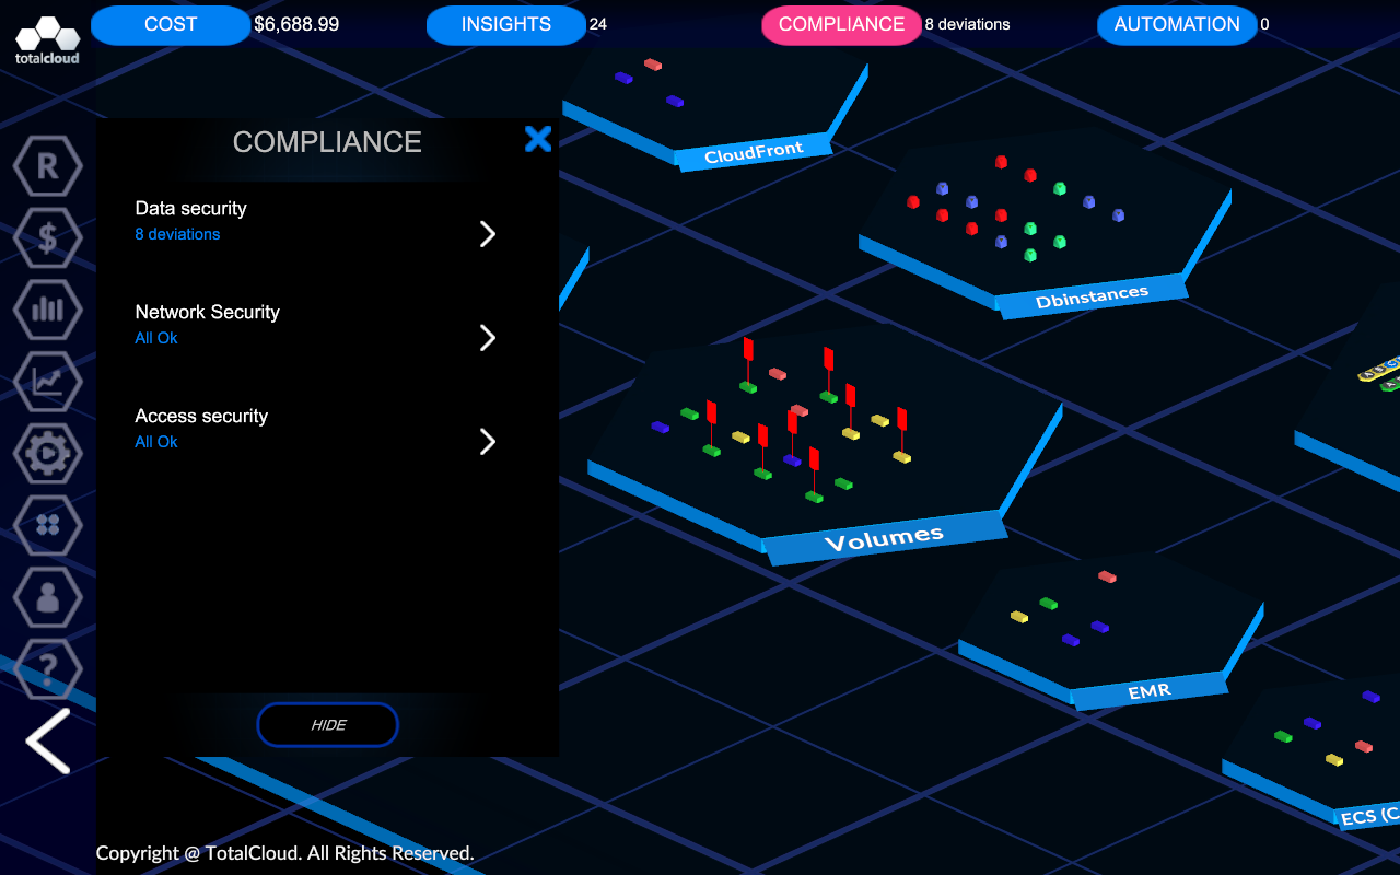 COST $6,688.99 INSIGHTS 24 COMPLIANCE 8 deviations AUTOMATION 0
totalcloud
COMPLIANCE
R
$
?
Data security
8 deviations
Network Security
All Ok
Access security
All Ok
HIDE
CloudFront
Dbinstances
Volumes
EMR
ECS (C
Copyright @ TotalCloud. All Rights Reserved.